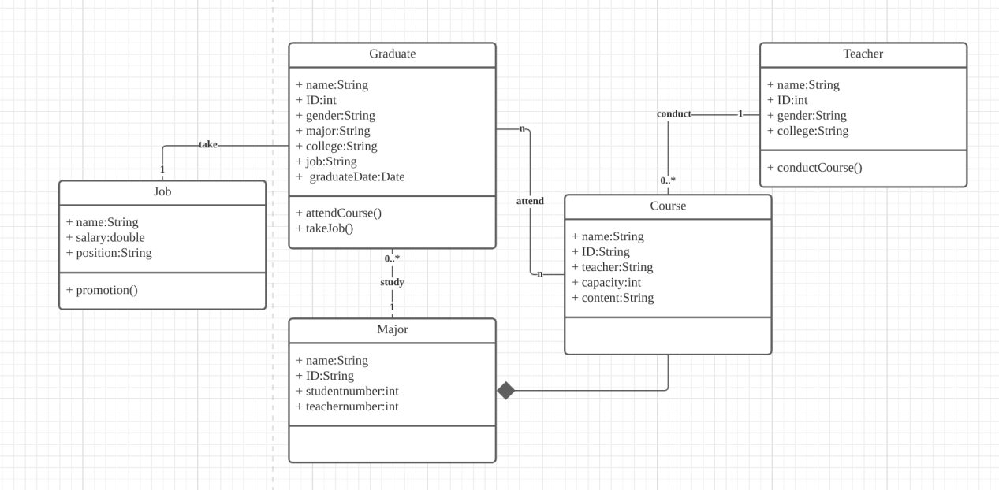 Graduate
+ name:String
+ ID:int
+ gender:String
+ major:String
+ college:String
+ job:String
+  graduateDate:Date
+ attendCourse()
+ takeJob()
Teacher
+ name:String
+ ID:int
+ gender:String
+ college:String
+ conductCourse()
conduct
1
0..*
take
1
n
attend
n
Job
+ name:String
+ salary:double
+ position:String
+ promotion()
Course
+ name:String
+ ID:String
+ teacher:String
+ capacity:int
+ content:String
0..*
study
1
Major
+ name:String
+ ID:String
+ studentnumber:int
+ teachernumber:int